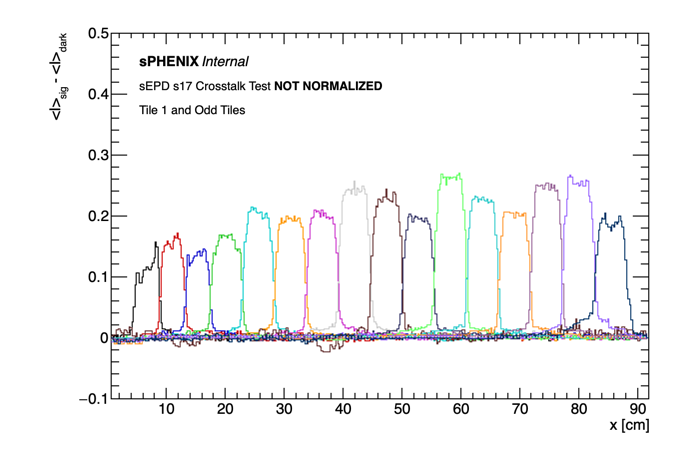 0.5
sPHENIX Internal
<I>sig - <I>dark
sEPD s17 Crosstalk Test NOT NORMALIZED
0.4
Tile 1 and Odd Tiles
0.3
0.2
0.1
0
−0.1
10 20 30 40 50 60 70 80 90
x [cm]